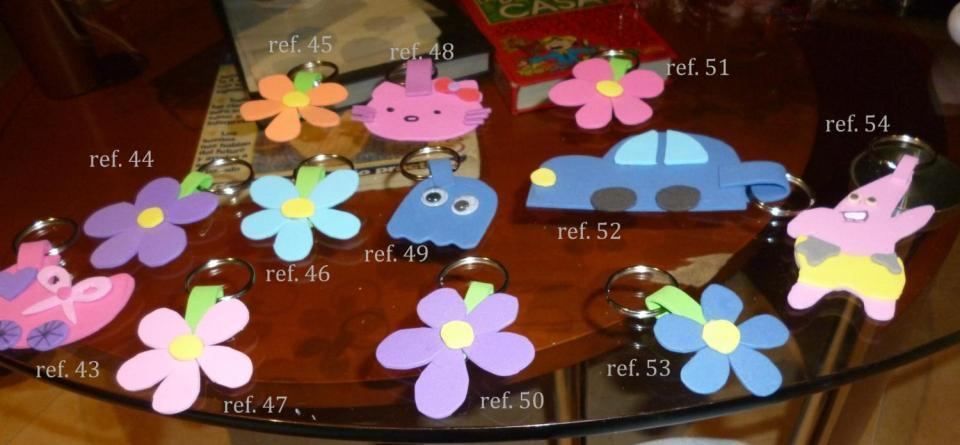 CASA
ref. 45
ref. 48
ref. 51
ref. 54
ref. 44
ref. 52
ref. 49
ref. 46
ref. 43
ref. 47
ref. 50
ref. 53